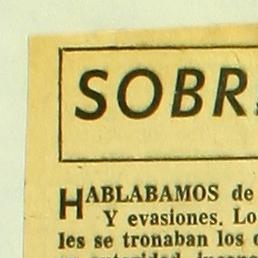 SOBR
HABLABAMOS de
Y evasiones. Lo
les se tronaban los